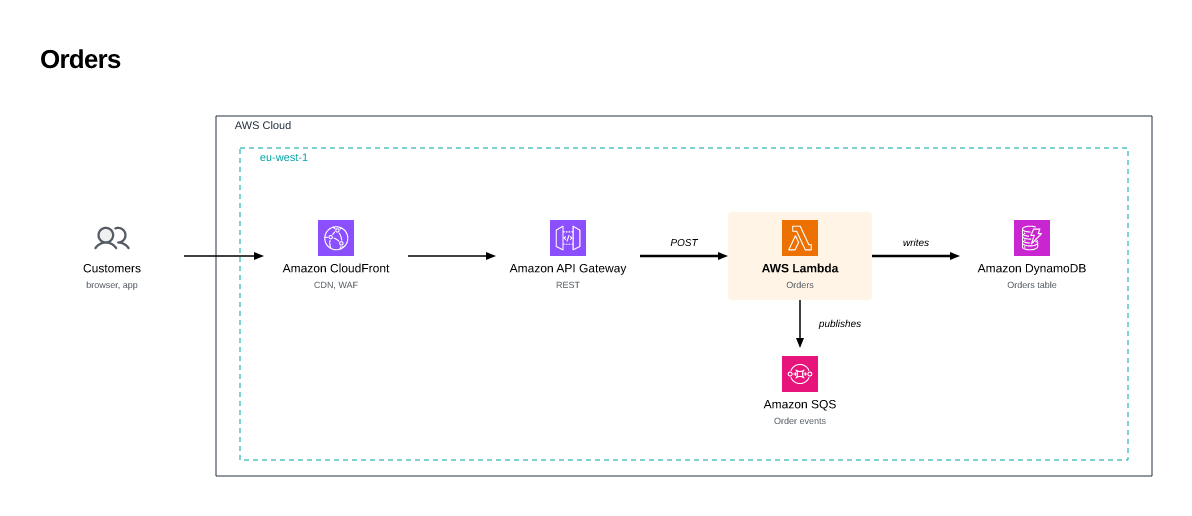 Orders
AWS Cloud
eu-west-1
Customers
browser, app
Amazon CloudFront
CDN, WAF
Amazon API Gateway
REST
POST
AWS Lambda
Orders
writes
Amazon DynamoDB
Orders table
publishes
Amazon SQS
Order events